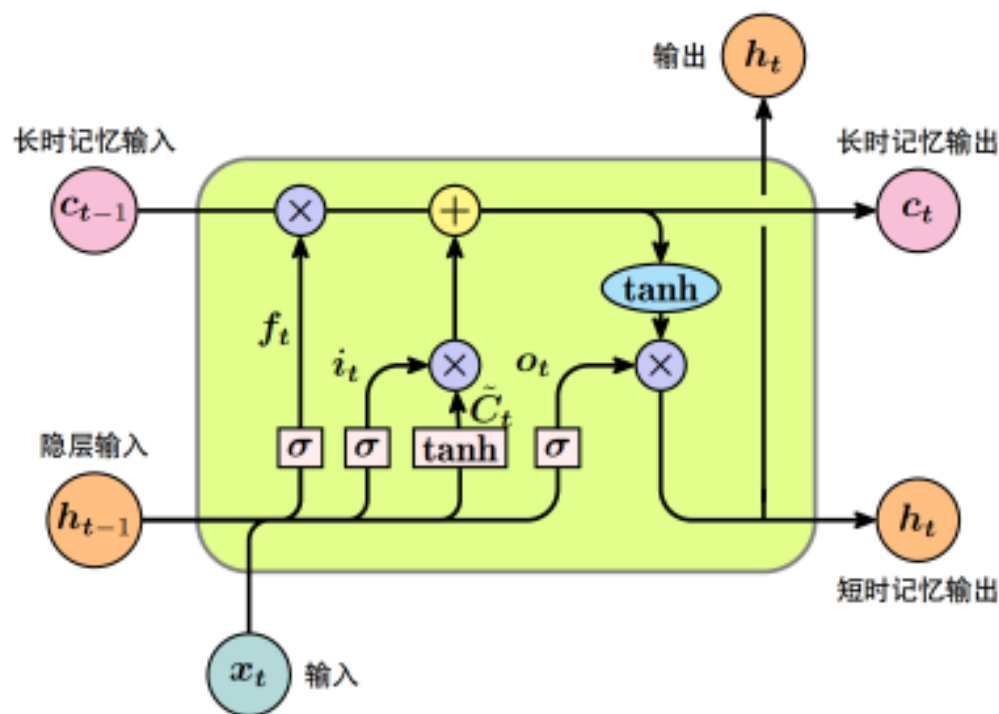 输出 h_t
长时记忆输入
长时记忆输出
c_{t-1} × + c_t
tanh
f_t
i_t × o_t ×
C̃_t
隐层输入
σ σ tanh σ
h_{t-1} h_t
短时记忆输出
x_t 输入